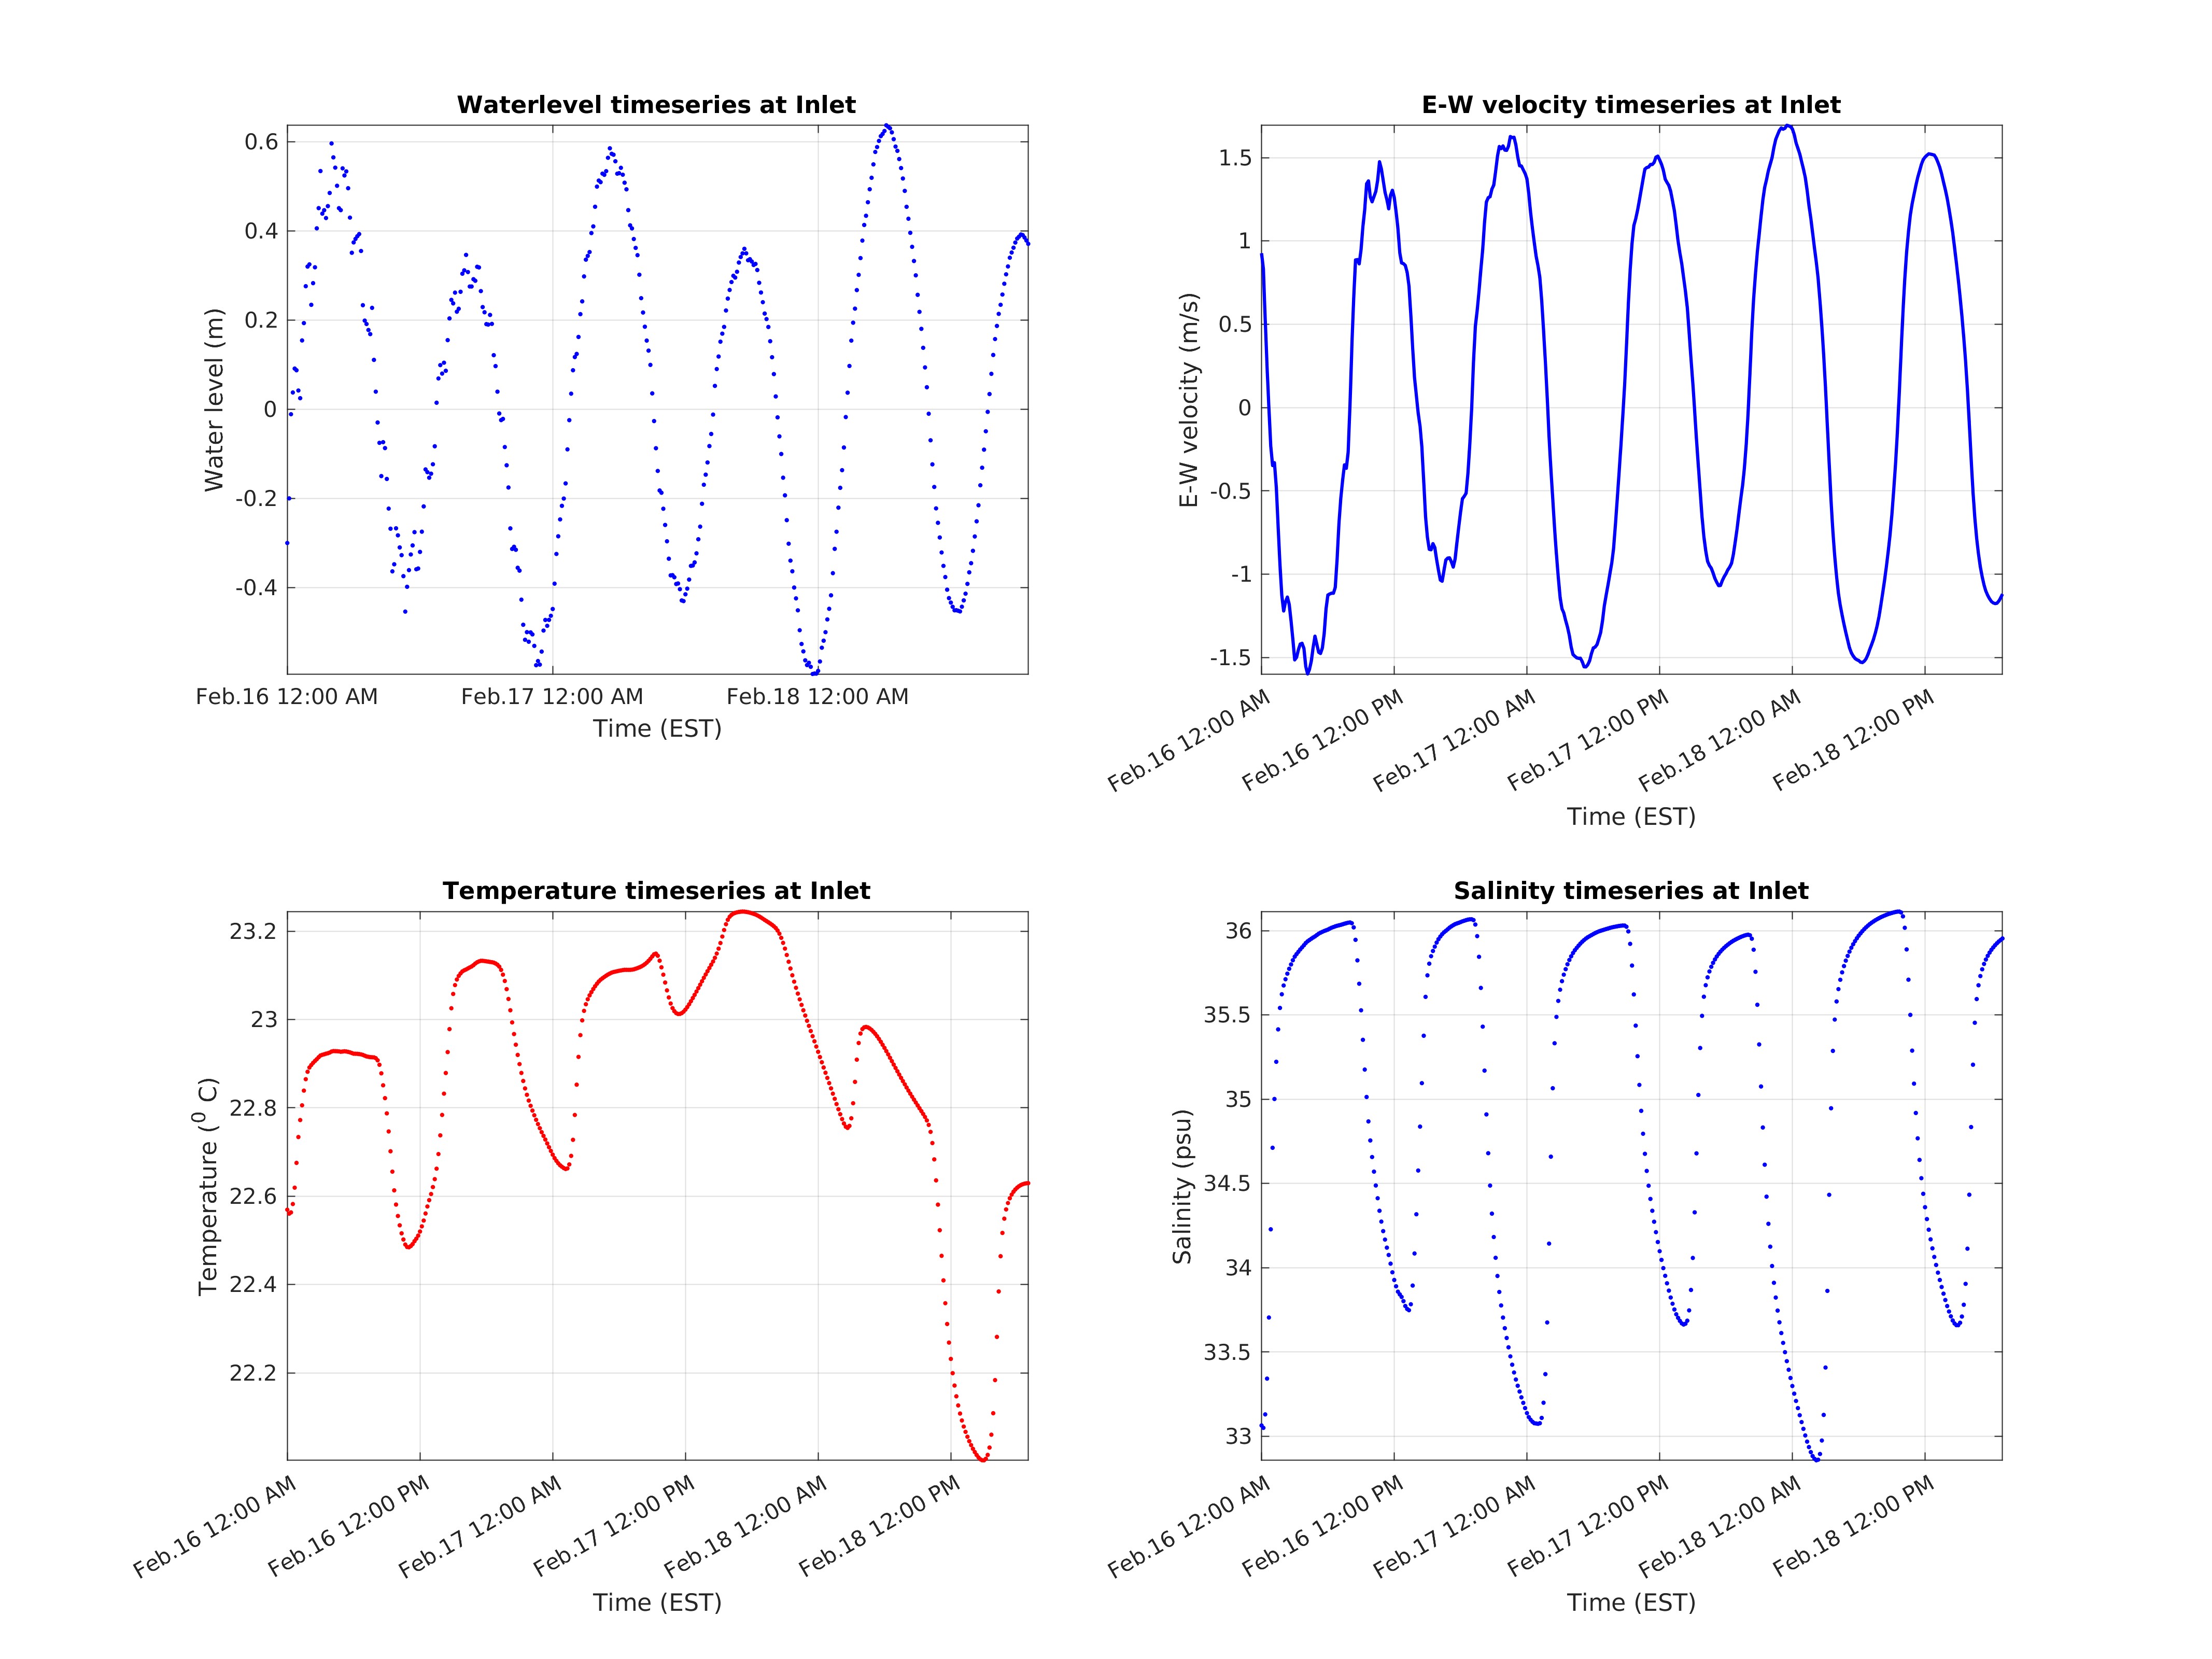 Waterlevel timeseries at Inlet
0.6
0.4
0.2
0
-0.2
-0.4
Water level (m)
Feb.16 12:00 AM
Feb.17 12:00 AM
Feb.18 12:00 AM
Time (EST)
E-W velocity timeseries at Inlet
1.5
1
0.5
0
-0.5
-1
-1.5
E-W velocity (m/s)
Feb.16 12:00 AM
Feb.16 12:00 PM
Feb.17 12:00 AM
Feb.17 12:00 PM
Feb.18 12:00 AM
Feb.18 12:00 PM
Time (EST)
Temperature timeseries at Inlet
23.2
23
22.8
22.6
22.4
22.2
Temperature (⁰ C)
Feb.16 12:00 AM
Feb.16 12:00 PM
Feb.17 12:00 AM
Feb.17 12:00 PM
Feb.18 12:00 AM
Feb.18 12:00 PM
Time (EST)
Salinity timeseries at Inlet
36
35.5
35
34.5
34
33.5
33
Salinity (psu)
Feb.16 12:00 AM
Feb.16 12:00 PM
Feb.17 12:00 AM
Feb.17 12:00 PM
Feb.18 12:00 AM
Feb.18 12:00 PM
Time (EST)